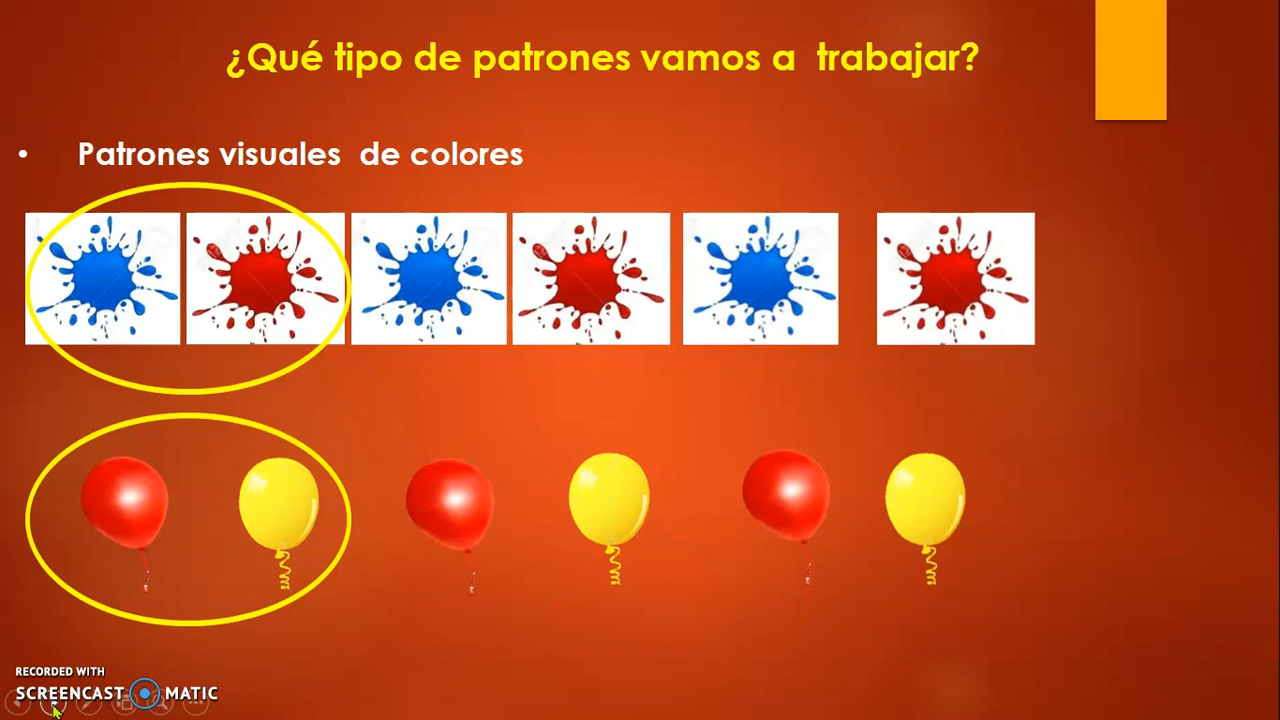 ¿Qué tipo de patrones vamos a trabajar?
• Patrones visuales de colores
RECORDED WITH
SCREENCAST MATIC